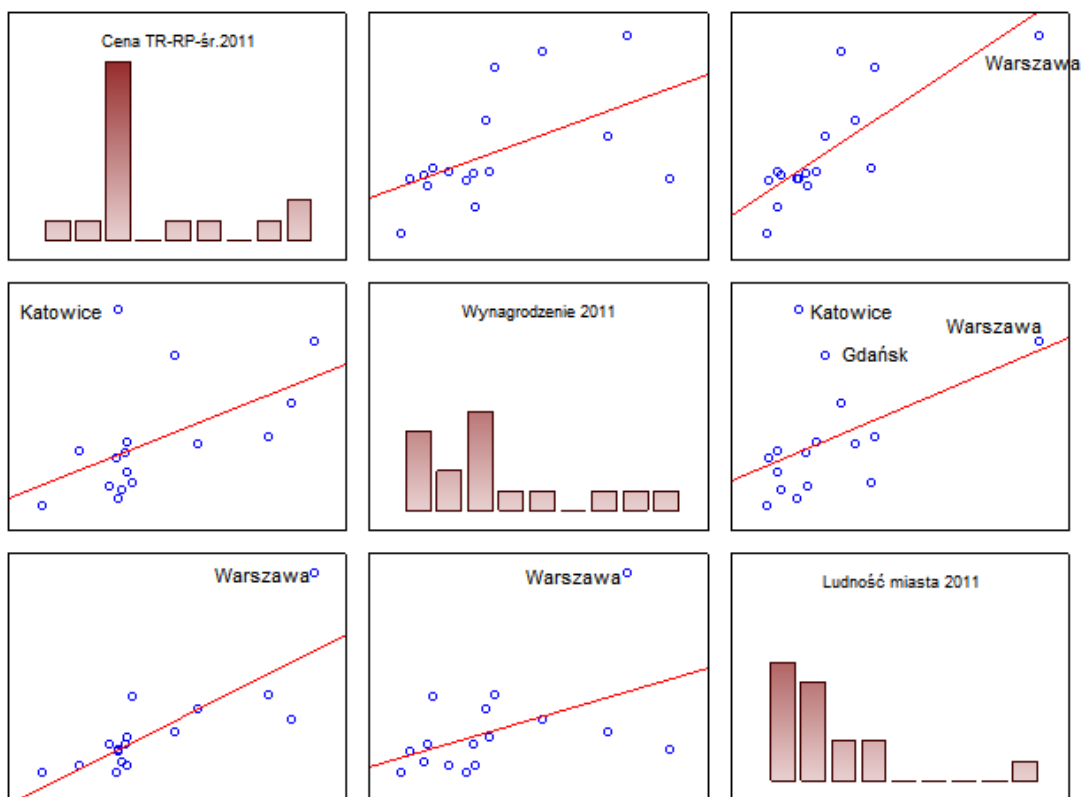 Cena TR-RP-śr.2011
Warszawa
Katowice
Wynagrodzenie 2011
Katowice
Warszawa
Gdańsk
Warszawa
Warszawa
Ludność miasta 2011